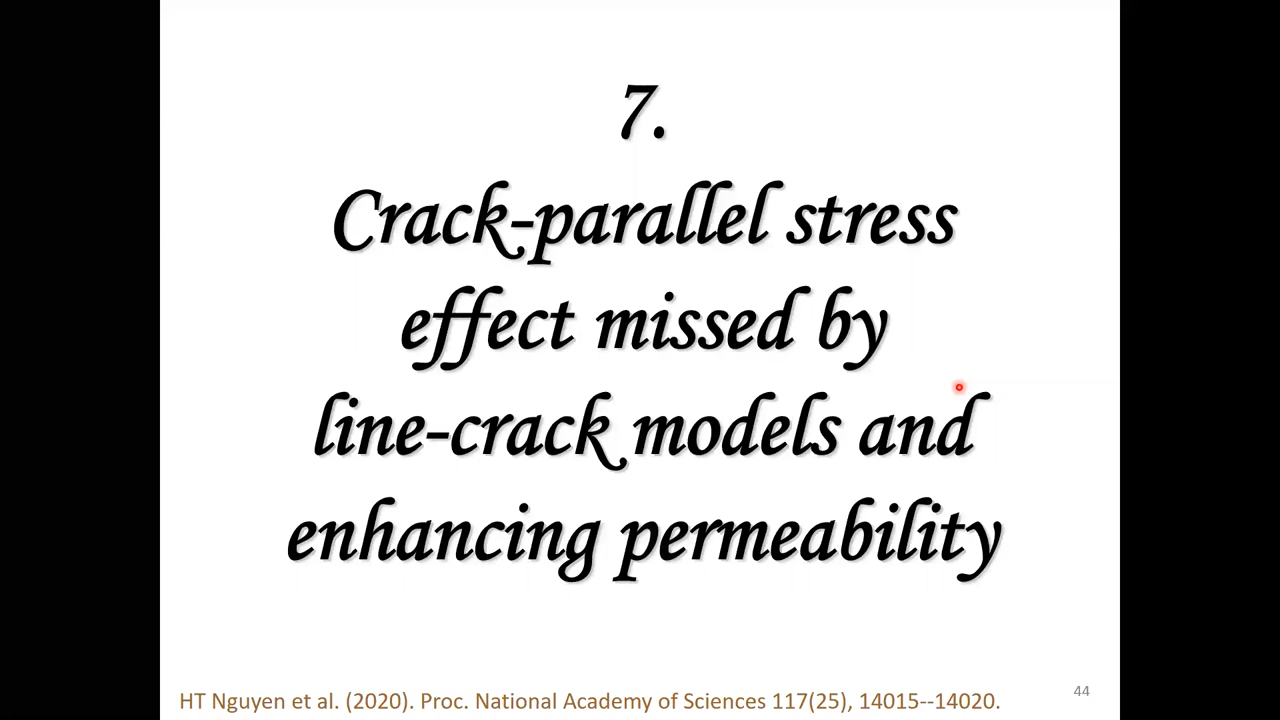 7.
Crack-parallel stress
effect missed by
line-crack models and
enhancing permeability
HT Nguyen et al. (2020). Proc. National Academy of Sciences 117(25), 14015--14020.
44